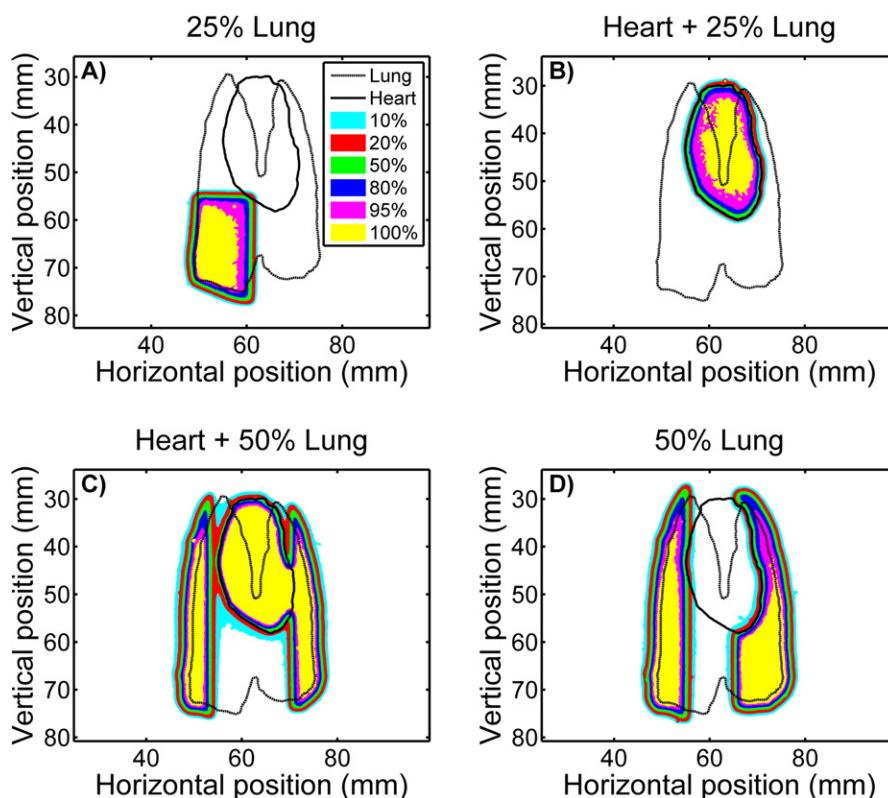 25% Lung
A)
Vertical position (mm)
30
40
50
60
70
80
Lung
Heart
10%
20%
50%
80%
95%
100%
40 60 80
Horizontal position (mm)
Heart + 25% Lung
B)
Vertical position (mm)
30
40
50
60
70
80
40 60 80
Horizontal position (mm)
Heart + 50% Lung
C)
Vertical position (mm)
30
40
50
60
70
80
40 60 80
Horizontal position (mm)
50% Lung
D)
Vertical position (mm)
30
40
50
60
70
80
40 60 80
Horizontal position (mm)